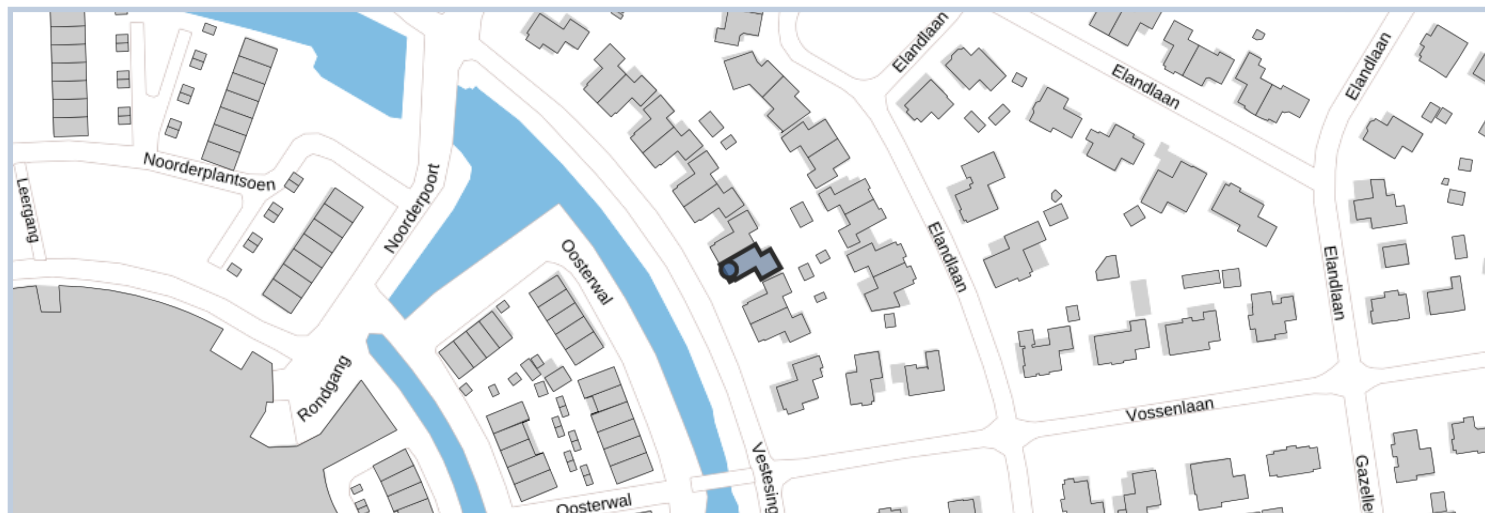 Elandlaan
Elandlaan
Elandlaan
Noorderplantsoen
Leergang
Noorderpoort
Oosterwal
Elandlaan
Elandlaan
Rondgang
Vossenlaan
Vestesing
Gazelle
Oosterwal